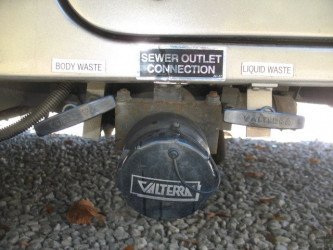 SEWER OUTLET
CONNECTION
BODY WASTE
LIQUID WASTE
VALTERRA
VALTERRA